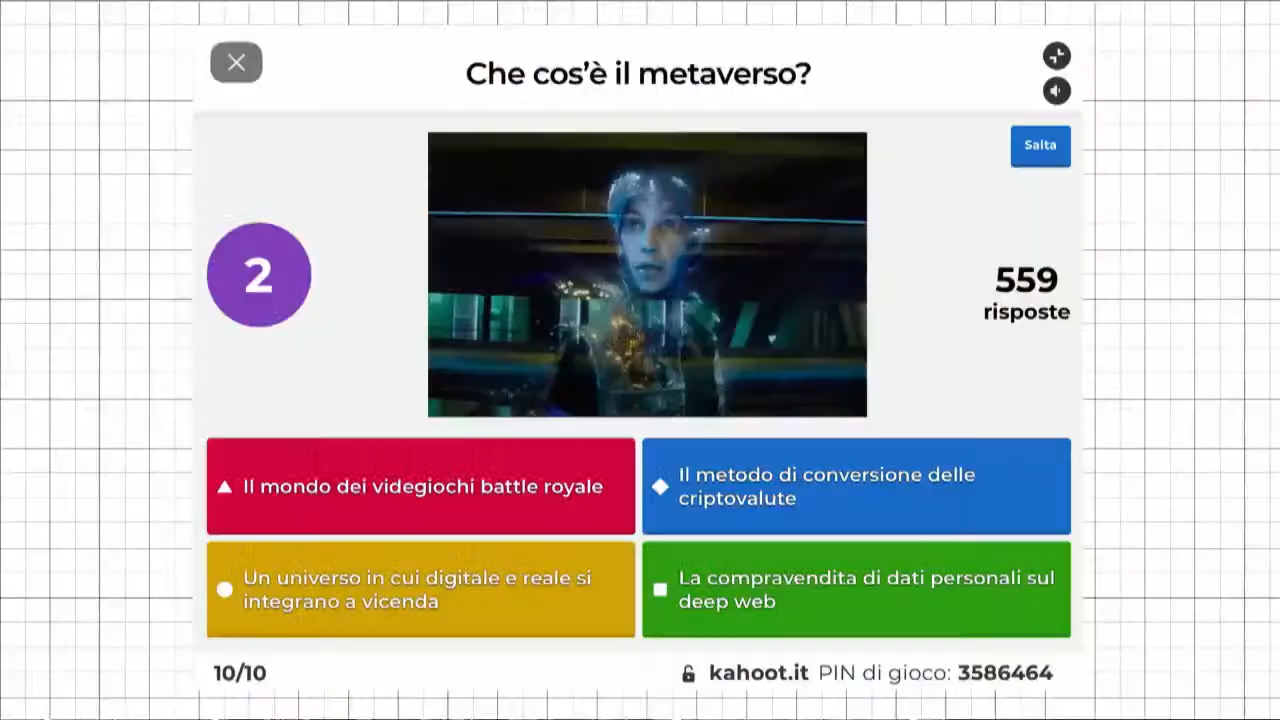 Che cos'è il metaverso?
Salta
2
559
risposte
Il mondo dei videgiochi battle royale
Il metodo di conversione delle
criptovalute
Un universo in cui digitale e reale si
integrano a vicenda
La compravendita di dati personali sul
deep web
10/10
kahoot.it PIN di gioco: 3586464